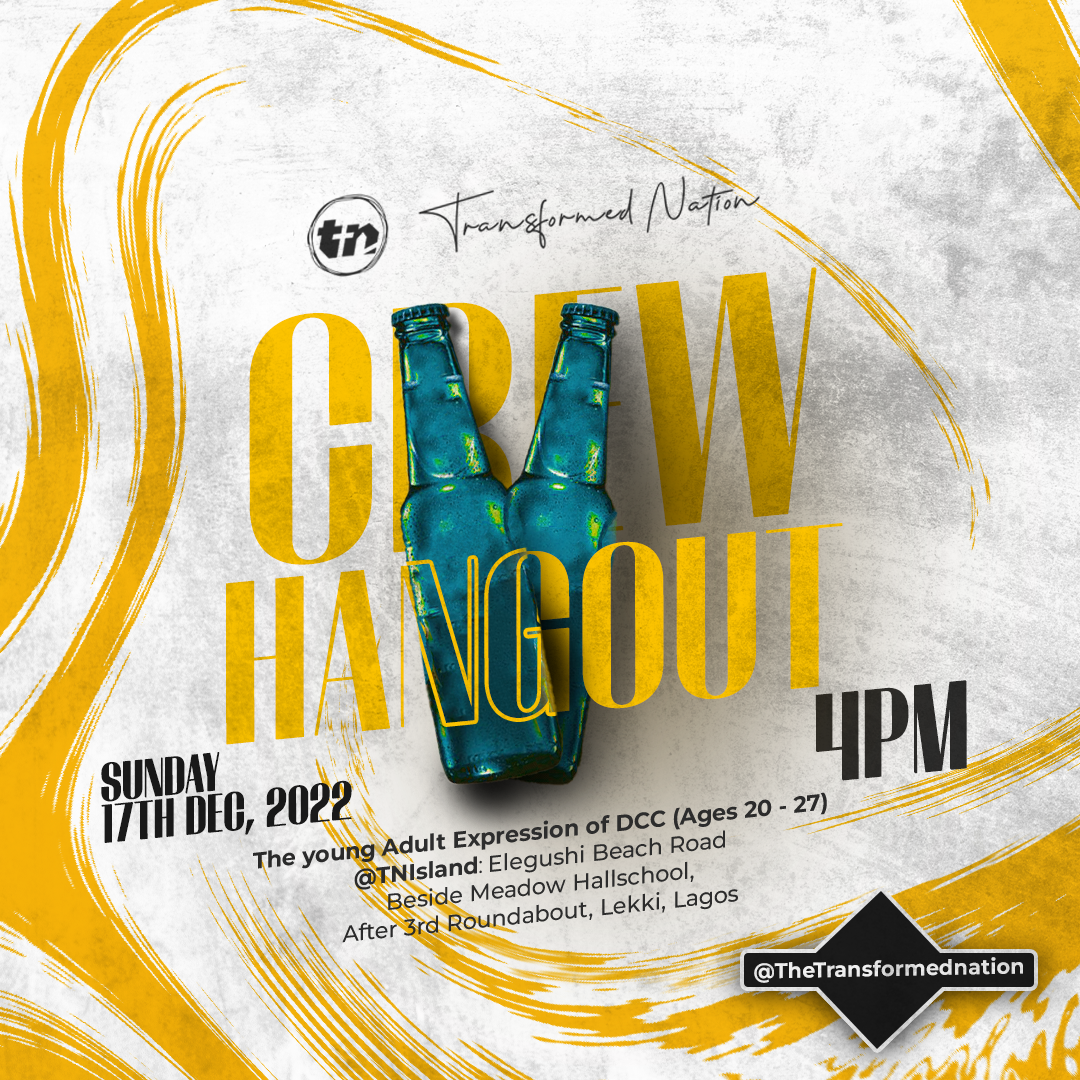 tn Transformed Nation
CREW
HANGOUT
4PM
SUNDAY
17TH DEC, 2022
The young Adult Expression of DCC (Ages 20 - 27)
@TNIsland: Elegushi Beach Road
Beside Meadow Hallschool,
After 3rd Roundabout, Lekki, Lagos
@TheTransformednation